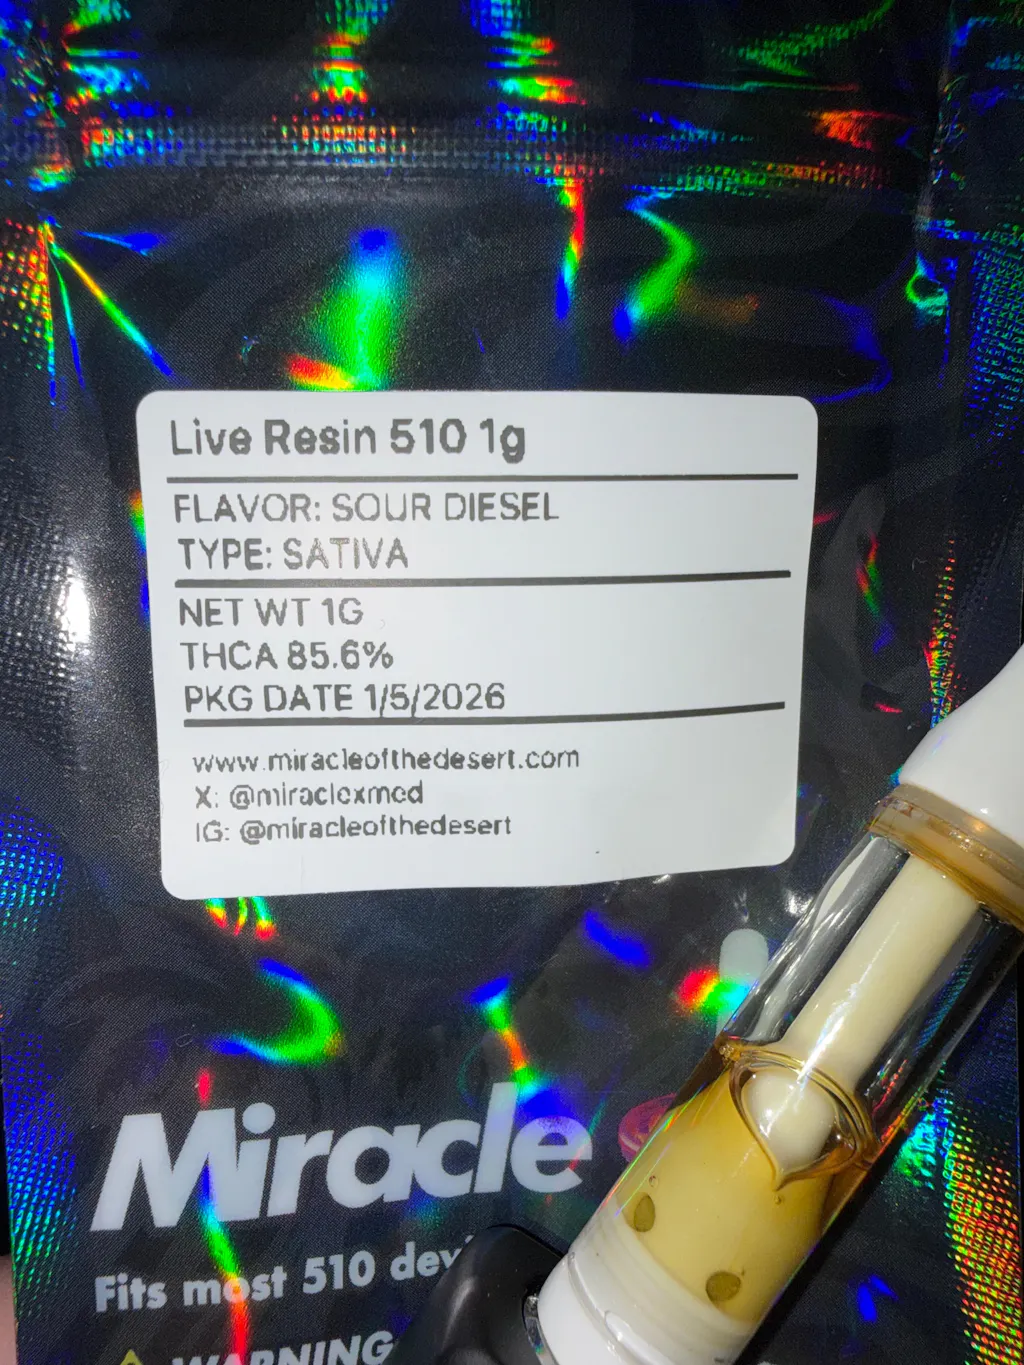 Live Resin 510 1g
FLAVOR: SOUR DIESEL
TYPE: SATIVA
NET WT 1G
THCA 85.6%
PKG DATE 1/5/2026
www.miracleofthedesert.com
X: @miraclexmed
IG: @miracleofthedesert
Miracle
Fits most 510
WARNING